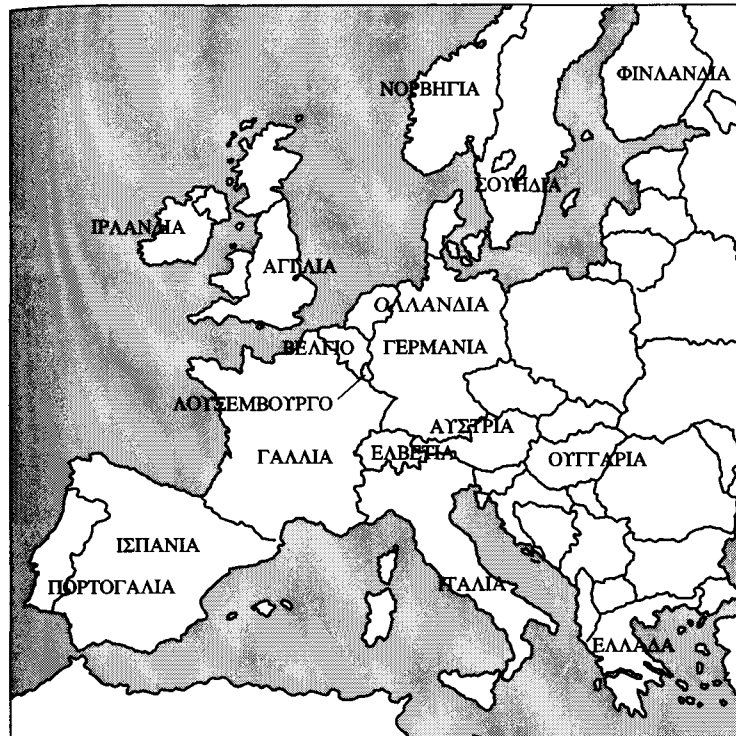 ΝΟΡΒΗΓΙΑ
ΦΙΝΛΑΝΔΙΑ
ΣΟΥΗΔΙΑ
ΙΡΛΑΝΔΙΑ
ΑΓΓΛΙΑ
ΟΛΛΑΝΔΙΑ
ΒΕΛΓΙΟ
ΓΕΡΜΑΝΙΑ
ΛΟΥΞΕΜΒΟΥΡΓΟ
ΑΥΣΤΡΙΑ
ΓΑΛΛΙΑ
ΕΛΒΕΤΙΑ
ΟΥΓΓΑΡΙΑ
ΙΣΠΑΝΙΑ
ΠΟΡΤΟΓΑΛΙΑ
ΙΤΑΛΙΑ
ΕΛΛΑΔΑ